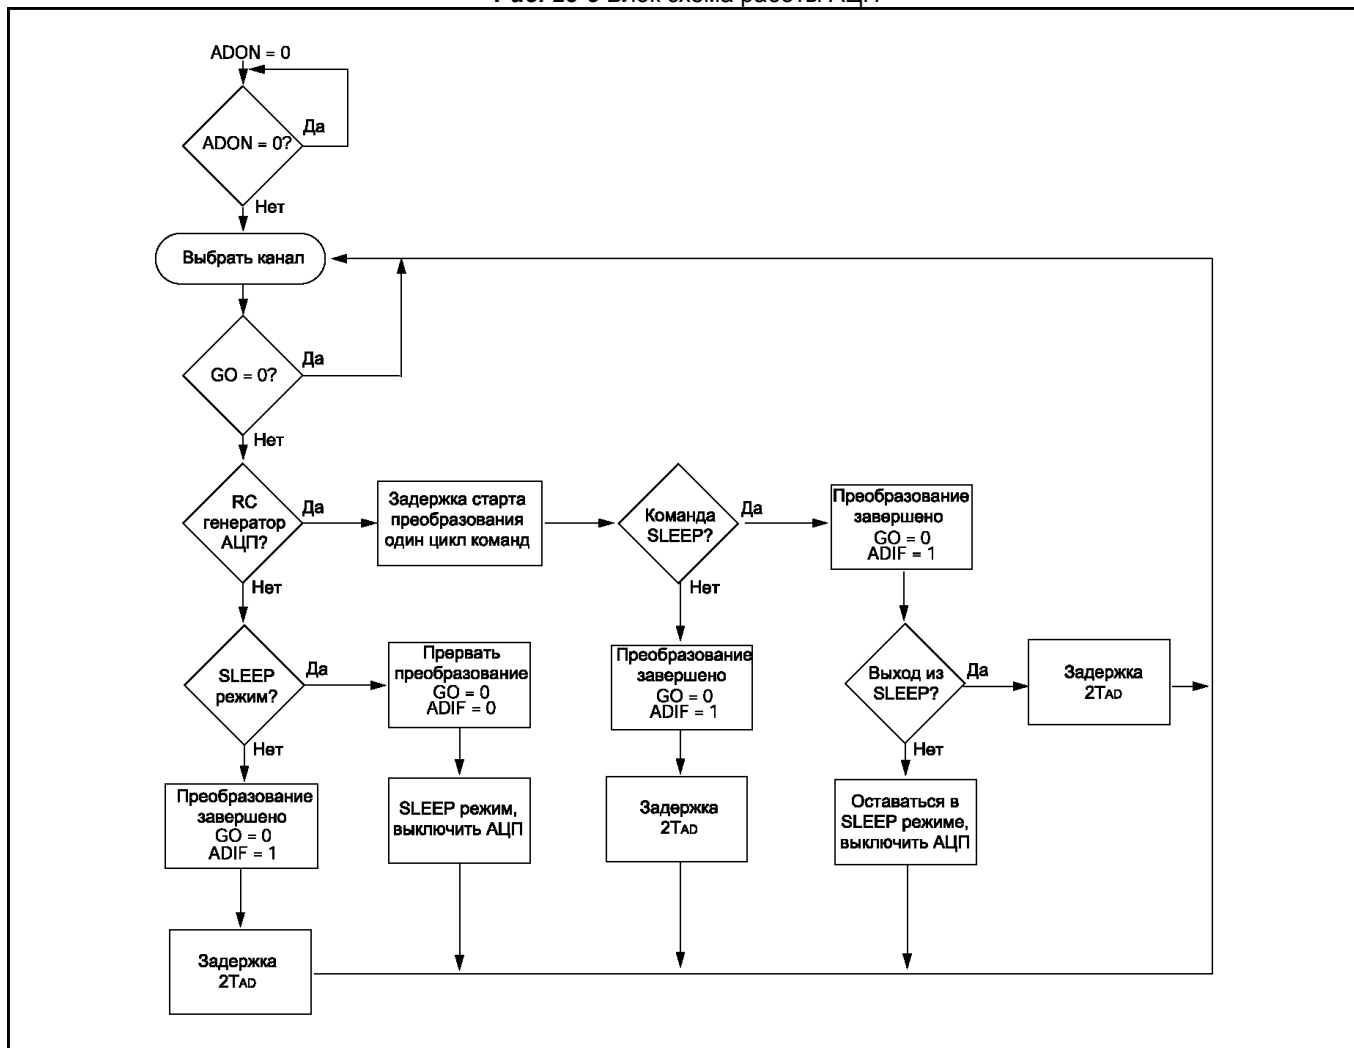 ADON = 0
ADON = 0?
Да
Нет
Выбрать канал
GO = 0?
Да
Нет
RC
генератор
АЦП?
Да
Нет
Задержка старта
преобразования
один цикл команд
Команда
SLEEP?
Да
Нет
Преобразование
завершено
GO = 0
ADIF = 1
SLEEP
режим?
Да
Нет
Прервать
преобразование
GO = 0
ADIF = 0
Преобразование
завершено
GO = 0
ADIF = 1
Выход из
SLEEP?
Да
Нет
Задержка
2TAD
Преобразование
завершено
GO = 0
ADIF = 1
SLEEP режим,
выключить АЦП
Задержка
2TAD
Оставаться в
SLEEP режиме,
выключить АЦП
Задержка
2TAD